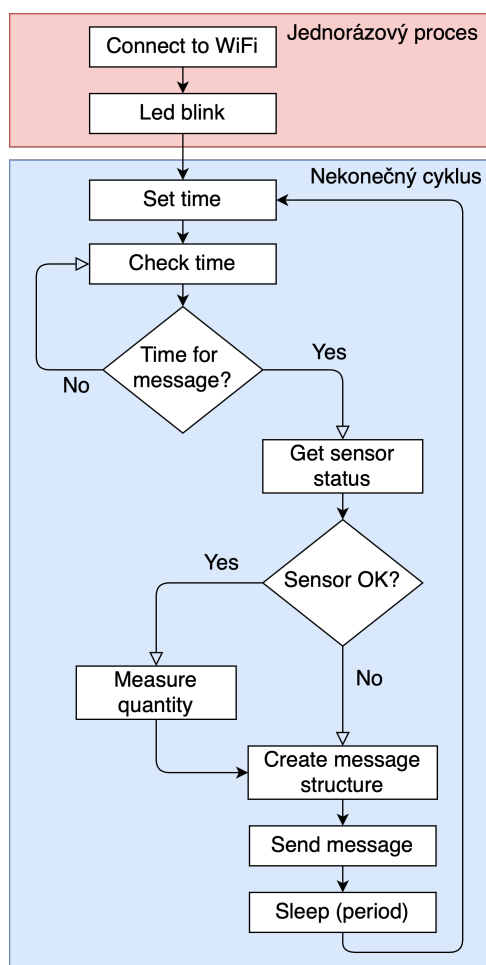 Jednorázový proces
Connect to WiFi
Led blink
Nekonečný cyklus
Set time
Check time
Time for
message?
Yes
No
Get sensor
status
Sensor OK?
Yes
No
Measure
quantity
Create message
structure
Send message
Sleep (period)